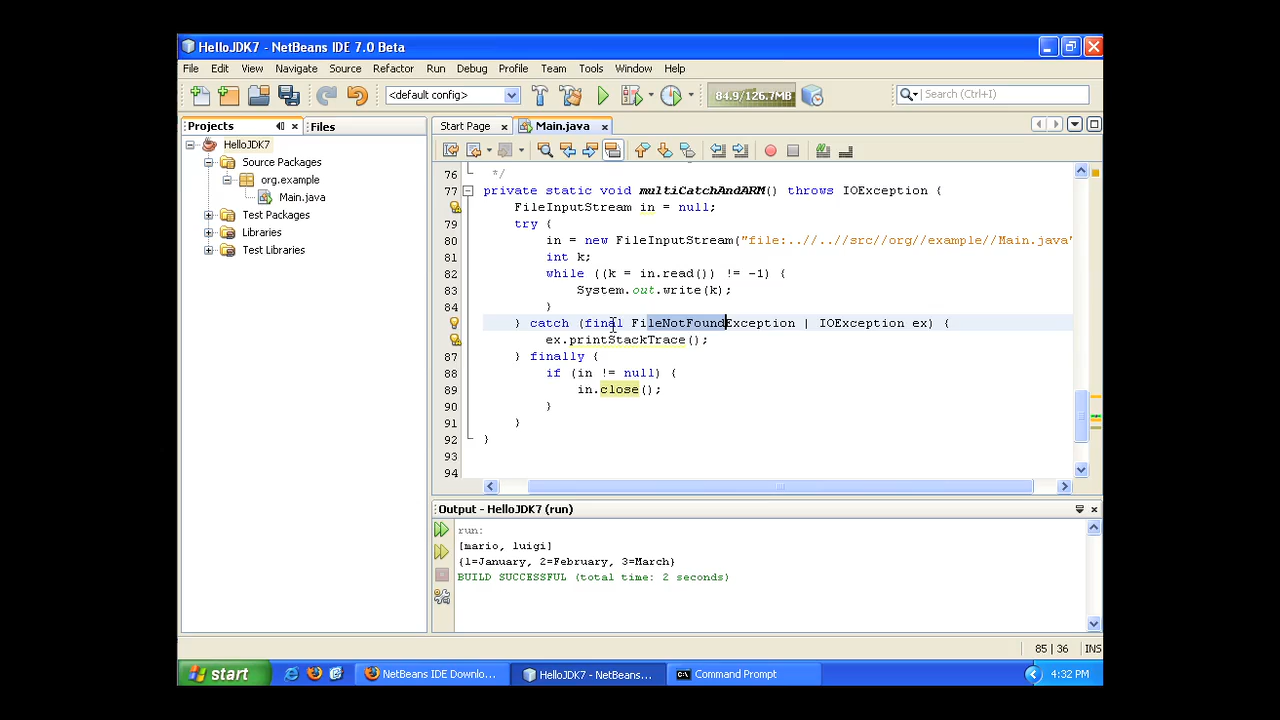 HelloJDK7 - NetBeans IDE 7.0 Beta
File Edit View Navigate Source Refactor Run Debug Profile Team Tools Window Help
<default config> 84.9/126.7MB Search (Ctrl+I)
Projects Files
Start Page Main.java
HelloJDK7
Source Packages
org.example
Main.java
Test Packages
Libraries
Test Libraries
76 */
77 private static void multiCatchAndARM() throws IOException {
FileInputStream in = null;
79 try {
80 in = new FileInputStream("file:..//..//src//org//example//Main.java"
81 int k;
82 while ((k = in.read()) != -1) {
83 System.out.write(k);
84 }
} catch (final FileNotFoundException | IOException ex) {
ex.printStackTrace();
87 } finally {
88 if (in != null) {
89 in.close();
90 }
91 }
92 }
93
94
Output - HelloJDK7 (run)
run:
[mario, luigi]
{1=January, 2=February, 3=March}
BUILD SUCCESSFUL (total time: 2 seconds)
85 | 36 INS
start NetBeans IDE Downlo... HelloJDK7 - NetBeans... Command Prompt 4:32 PM